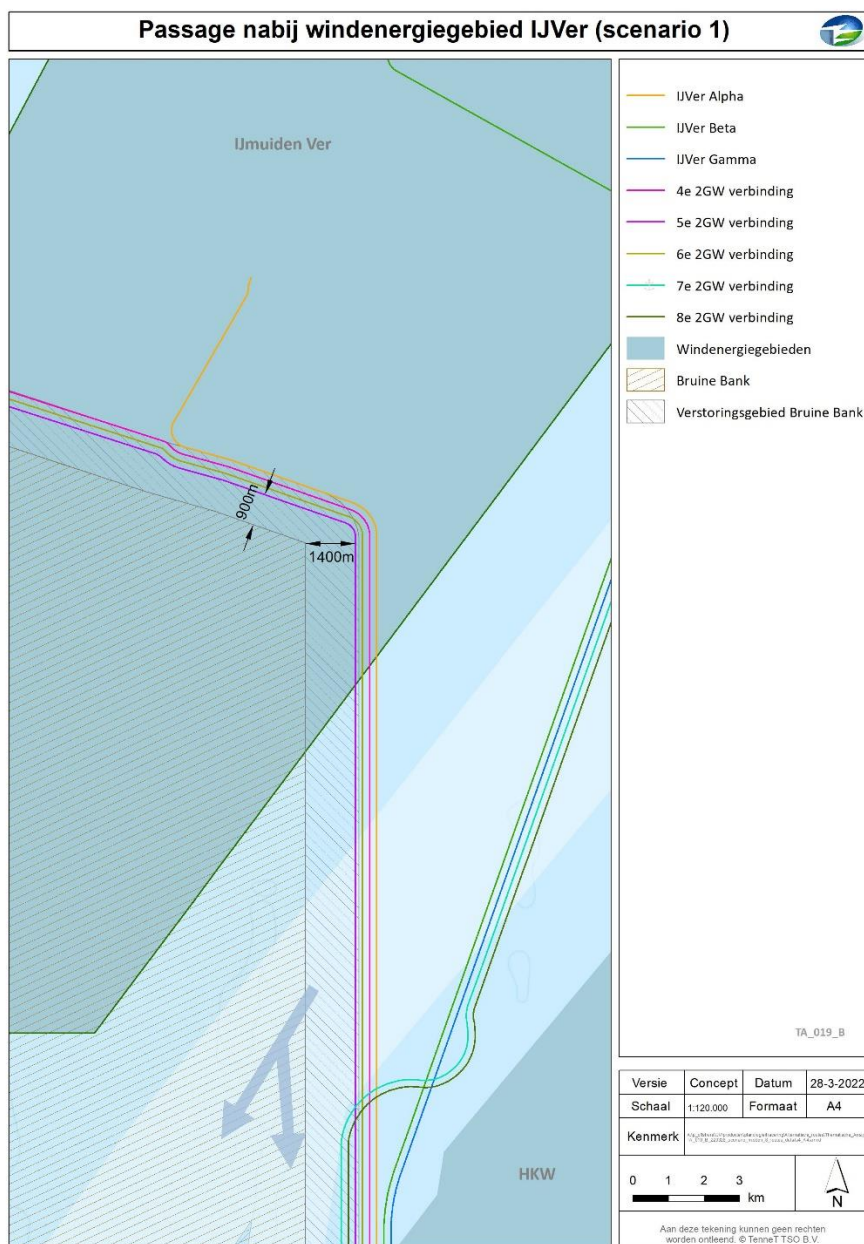 Passage nabij windenergiegebied IJVer (scenario 1)
IJmuiden Ver
900m
1400m
HKW
IJVer Alpha
IJVer Beta
IJVer Gamma
4e 2GW verbinding
5e 2GW verbinding
6e 2GW verbinding
7e 2GW verbinding
8e 2GW verbinding
Windenergiegebieden
Bruine Bank
Verstoringsgebied Bruine Bank
TA_019_B
Versie Concept Datum 28-3-2022
Schaal 1:120.000 Formaat A4
Kenmerk
0 1 2 3
km
N
Aan deze tekening kunnen geen rechten
worden ontleend. © TenneT TSO B.V.